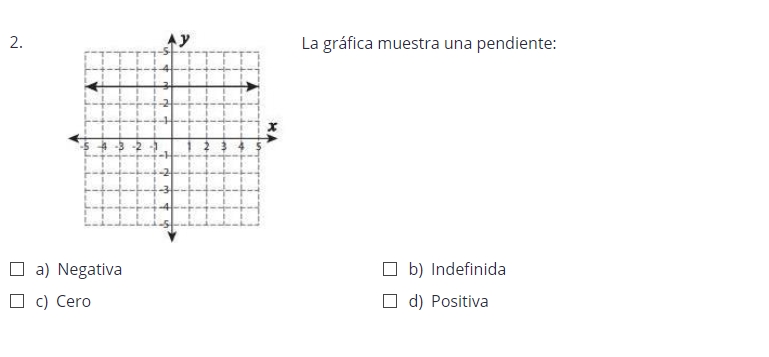 2.
La gráfica muestra una pendiente:
y
5
4
3
2
1
x
-5 -4 -3 -2 -1 1 2 3 4 5
-1
-2
-3
-4
-5
a) Negativa
b) Indefinida
c) Cero
d) Positiva